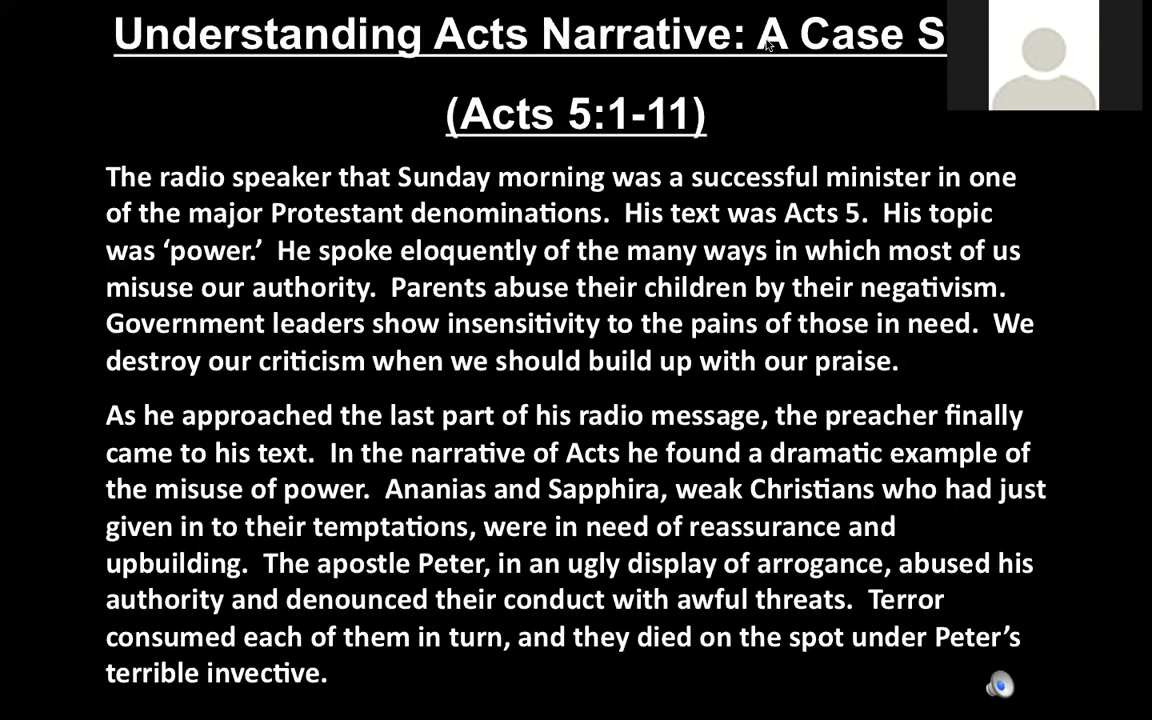 Understanding Acts Narrative: A Case S
(Acts 5:1-11)
The radio speaker that Sunday morning was a successful minister in one
of the major Protestant denominations. His text was Acts 5. His topic
was ‘power.’ He spoke eloquently of the many ways in which most of us
misuse our authority. Parents abuse their children by their negativism.
Government leaders show insensitivity to the pains of those in need. We
destroy our criticism when we should build up with our praise.
As he approached the last part of his radio message, the preacher finally
came to his text. In the narrative of Acts he found a dramatic example of
the misuse of power. Ananias and Sapphira, weak Christians who had just
given in to their temptations, were in need of reassurance and
upbuilding. The apostle Peter, in an ugly display of arrogance, abused his
authority and denounced their conduct with awful threats. Terror
consumed each of them in turn, and they died on the spot under Peter’s
terrible invective.